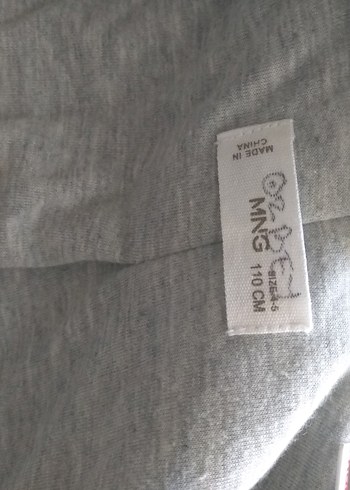 MADE IN
CHINA
MNG
SIZE 4-5
110 CM